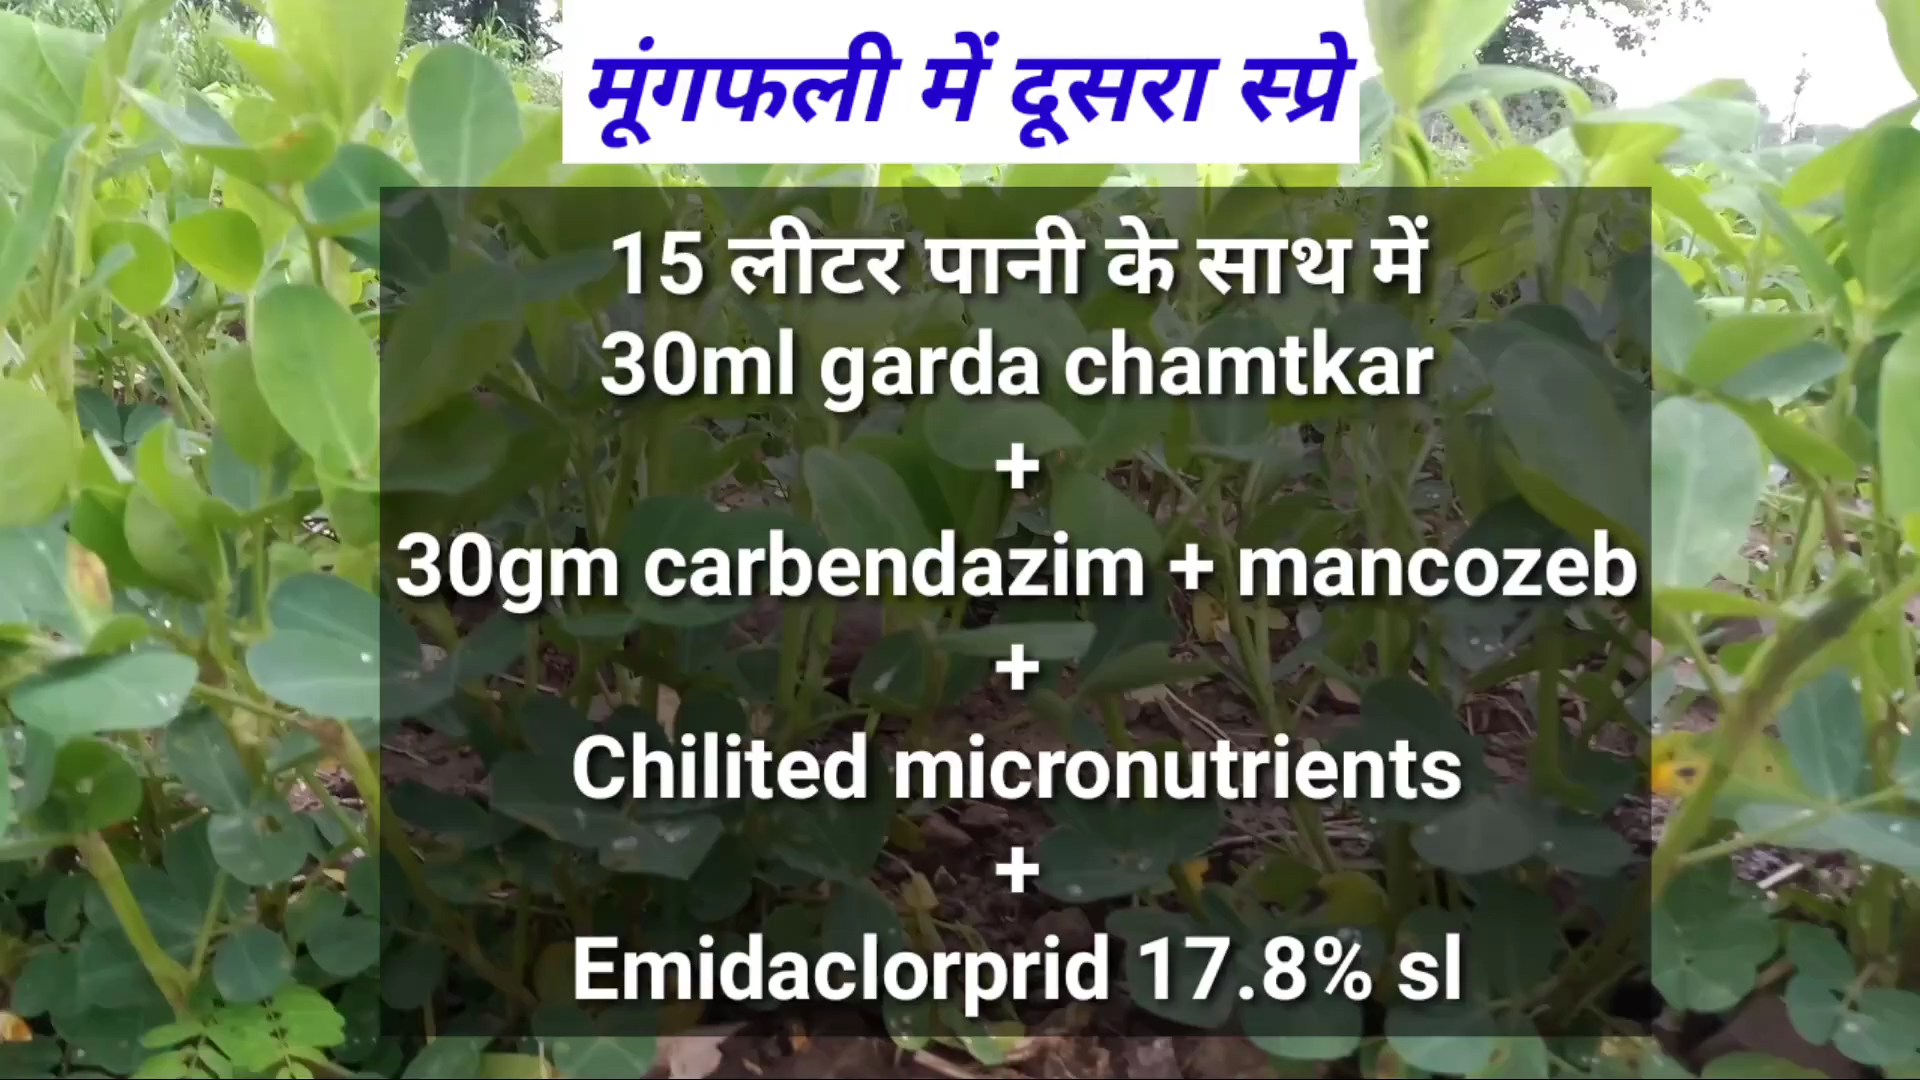 मूंगफली में दूसरा स्प्रे
15 लीटर पानी के साथ में
30ml garda chamtkar
+
30gm carbendazim + mancozeb
+
Chilited micronutrients
+
Emidaclorprid 17.8% sl